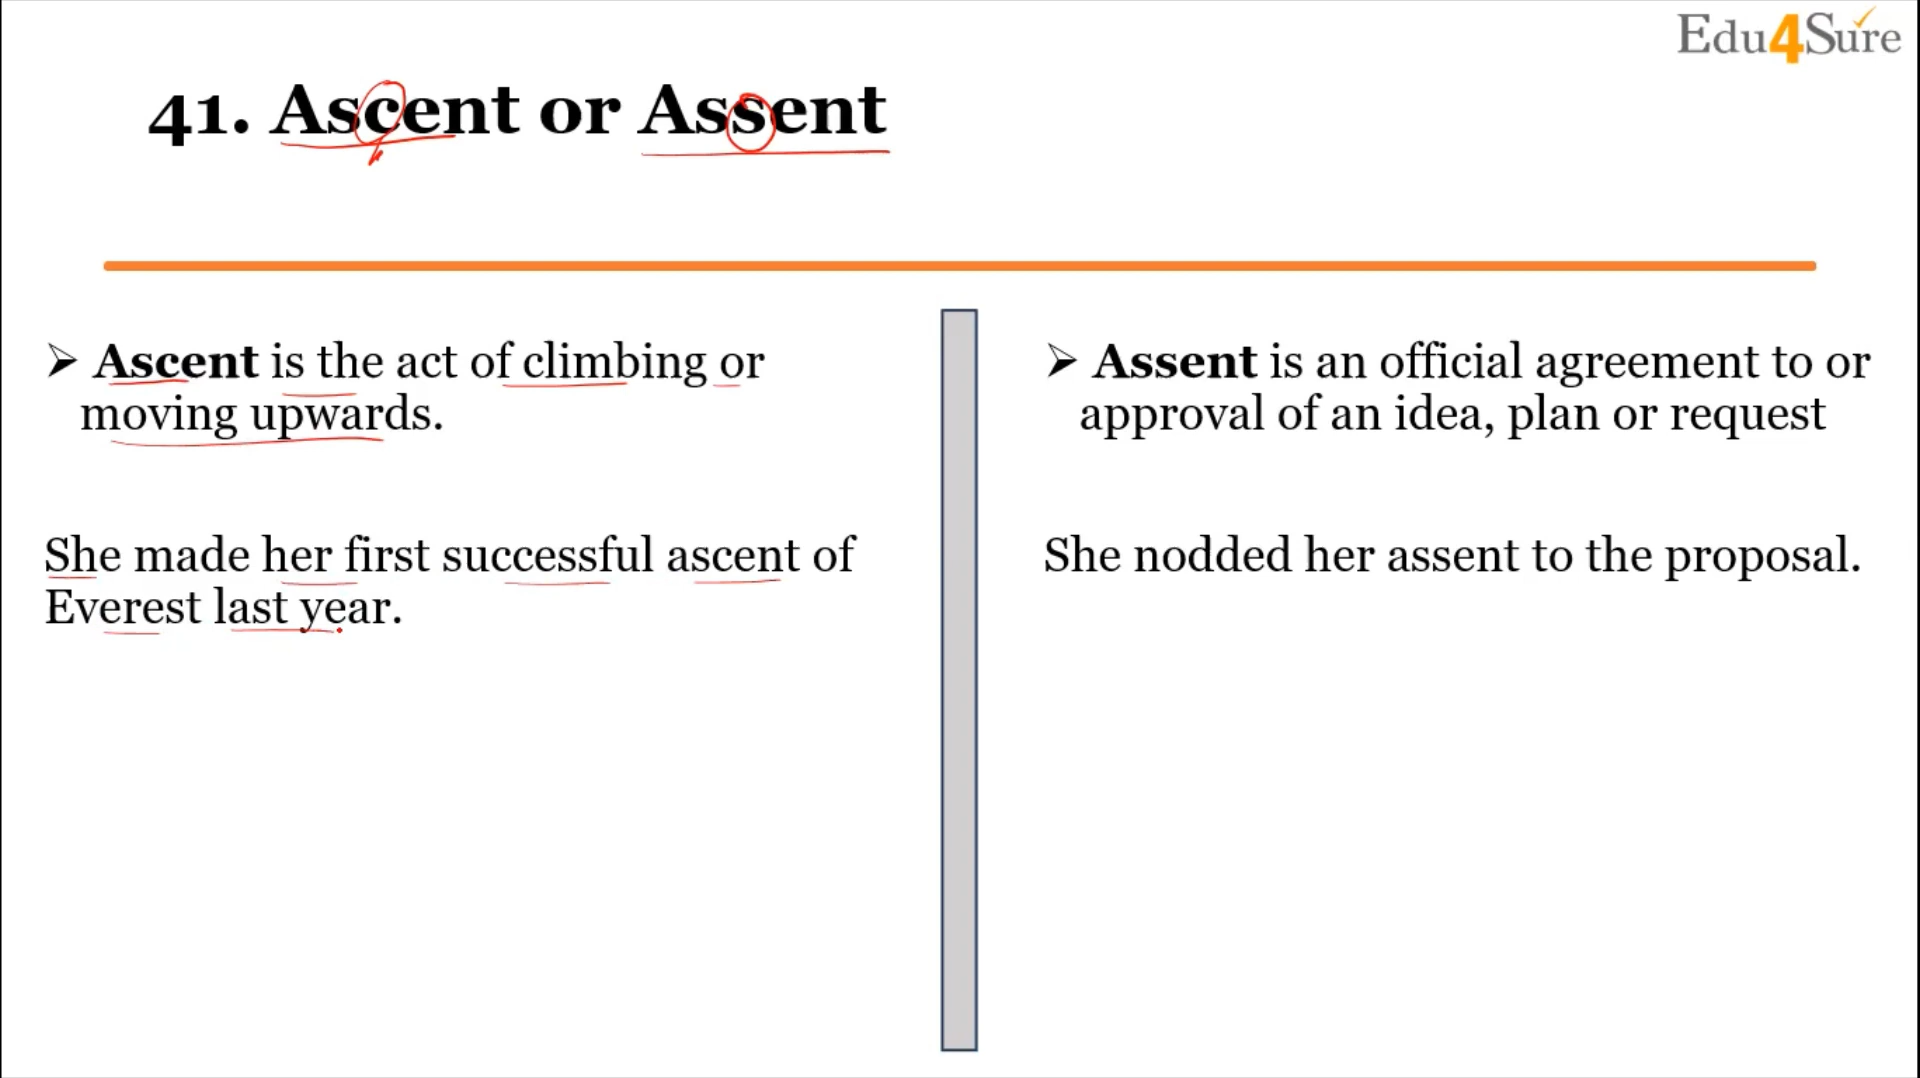 Edu4Sure
41. Ascent or Assent
➢ Ascent is the act of climbing or
moving upwards.
She made her first successful ascent of
Everest last year.
➢ Assent is an official agreement to or
approval of an idea, plan or request
She nodded her assent to the proposal.